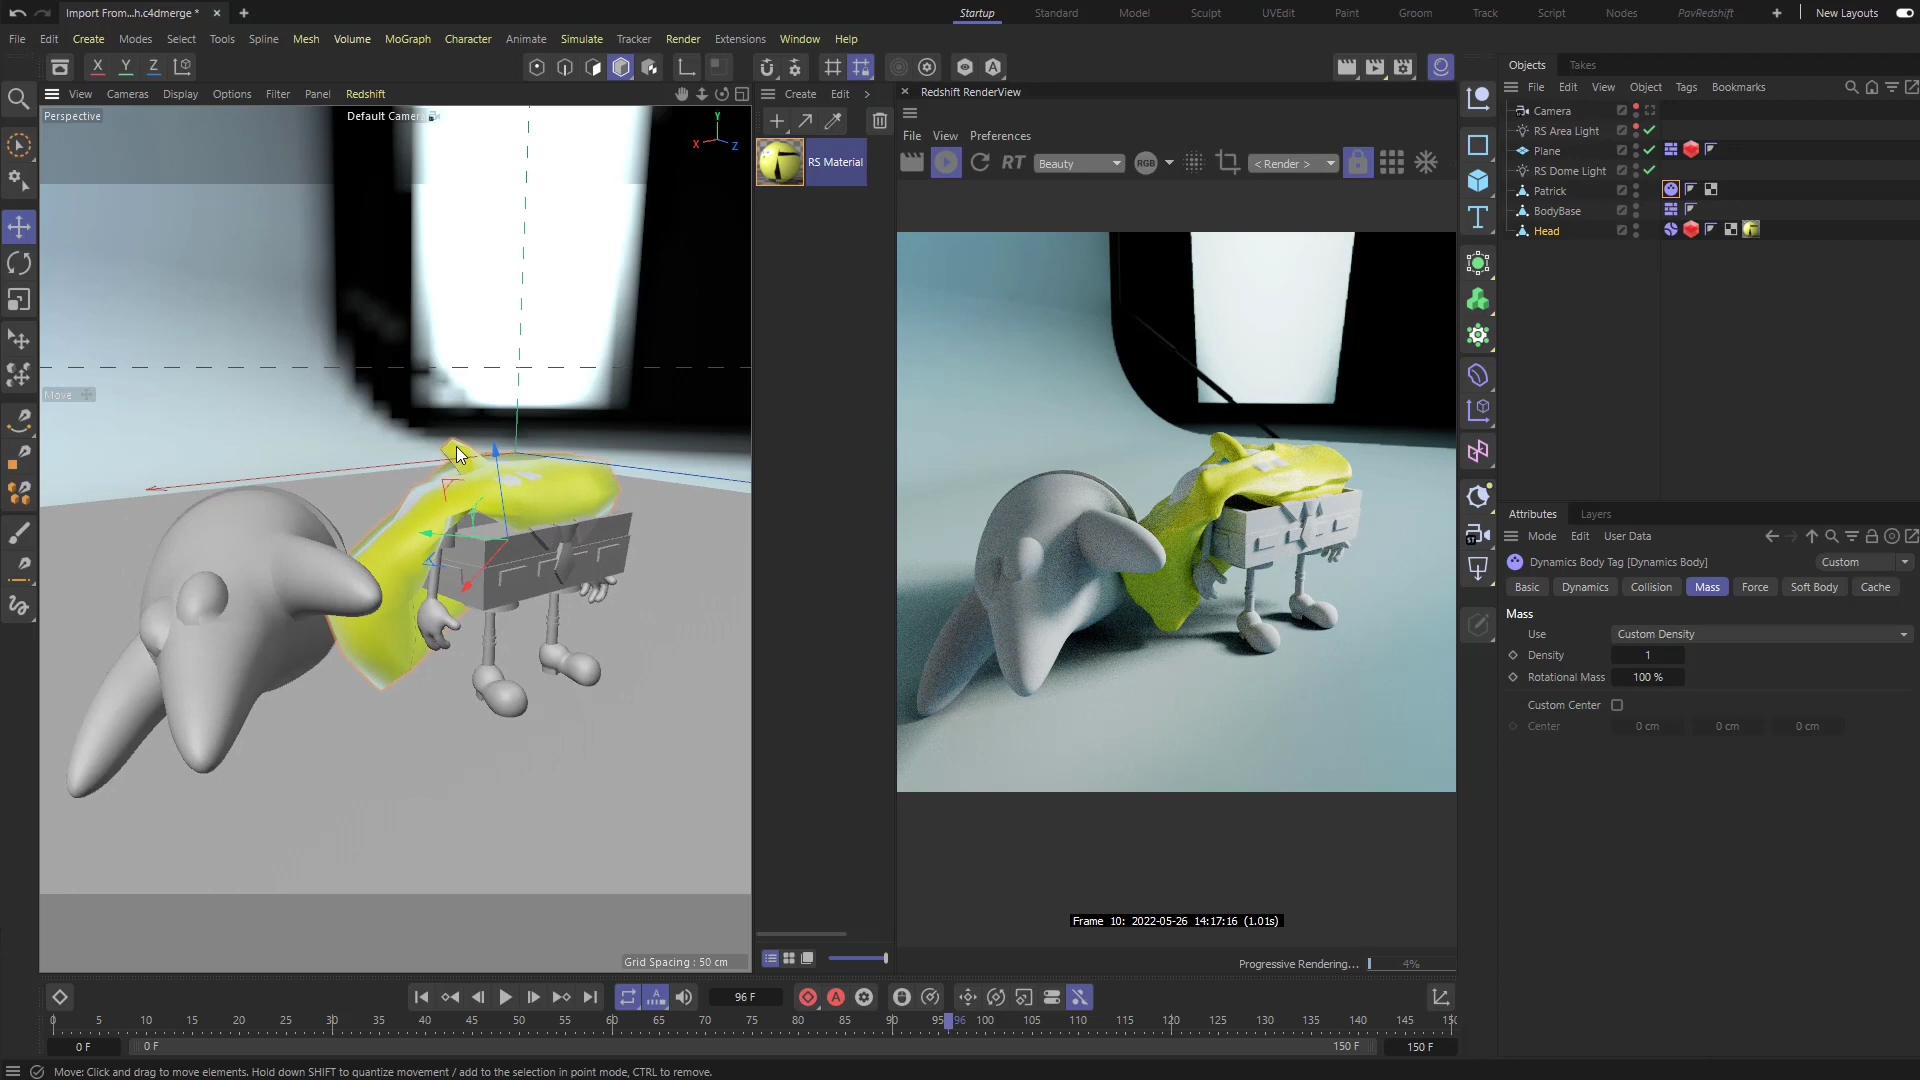 Import From...h.c4dmerge *
Startup Standard Model Sculpt UVEdit Paint Groom Track Script Nodes PavRedshift New Layouts
File Edit Create Modes Select Tools Spline Mesh Volume MoGraph Character Animate Simulate Tracker Render Extensions Window Help
X Y Z
View Cameras Display Options Filter Panel Redshift
Perspective
Default Camera
Y
X
Z
Move
Grid Spacing : 50 cm
Create Edit
RS Material
Redshift RenderView
File View Preferences
RT Beauty RGB < Render >
Frame 10: 2022-05-26 14:17:16 (1.01s)
Progressive Rendering... 4%
Objects Takes
File Edit View Object Tags Bookmarks
Camera
RS Area Light
Plane
RS Dome Light
Patrick
BodyBase
Head
Attributes Layers
Mode Edit User Data
Dynamics Body Tag [Dynamics Body] Custom
Basic Dynamics Collision Mass Force Soft Body Cache
Mass
Use Custom Density
Density 1
Rotational Mass 100 %
Custom Center
Center 0 cm 0 cm 0 cm
96 F
0 5 10 15 20 25 30 35 40 45 50 55 60 65 70 75 80 85 90 95 96 100 105 110 115 120 125 130 135 140 145 150
0 F 0 F 150 F 150 F
Move: Click and drag to move elements. Hold down SHIFT to quantize movement / add to the selection in point mode, CTRL to remove.